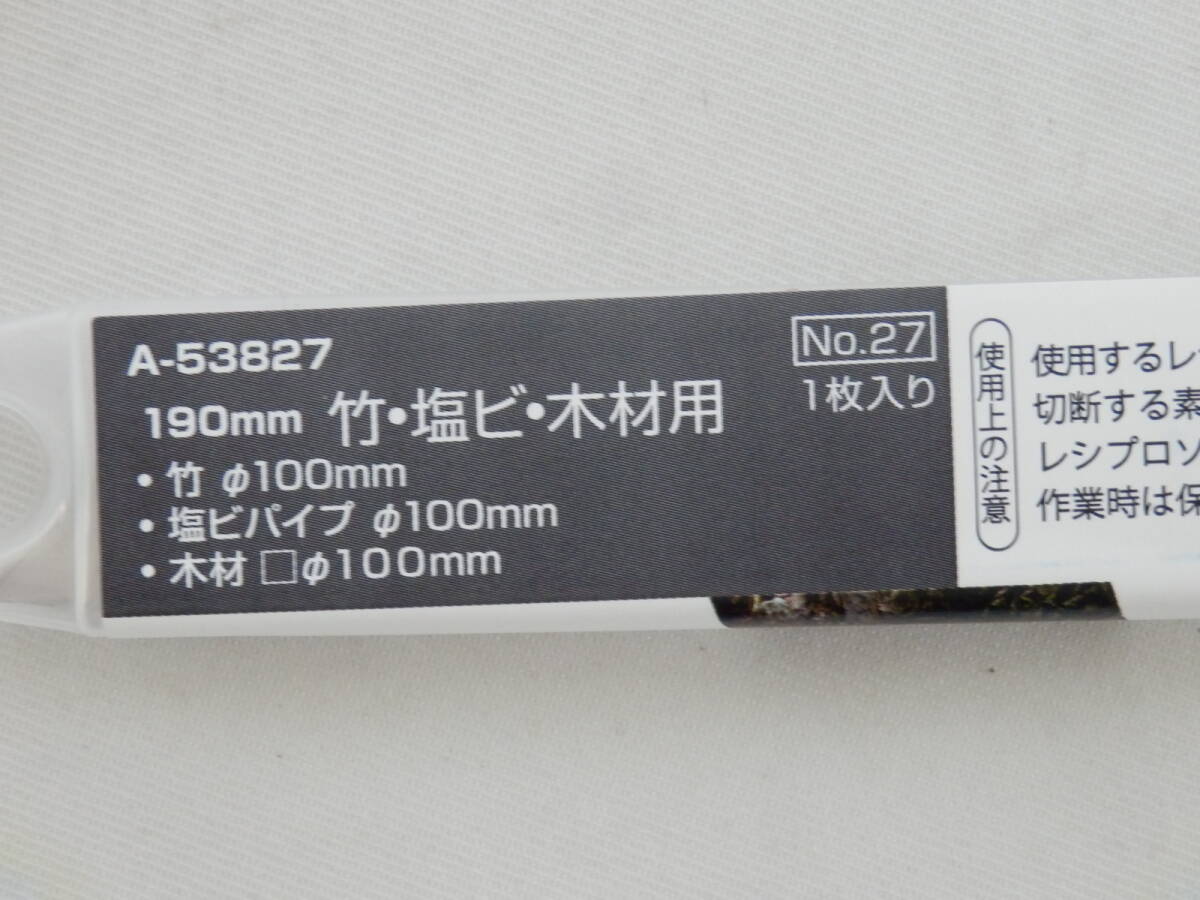 A-53827
No.27
190mm 竹・塩ビ・木材用
1枚入り
・竹 φ100mm
・塩ビパイプ φ100mm
・木材 □φ100mm
使用上の注意
使用するレ
切断する素
レシプロソ
作業時は保